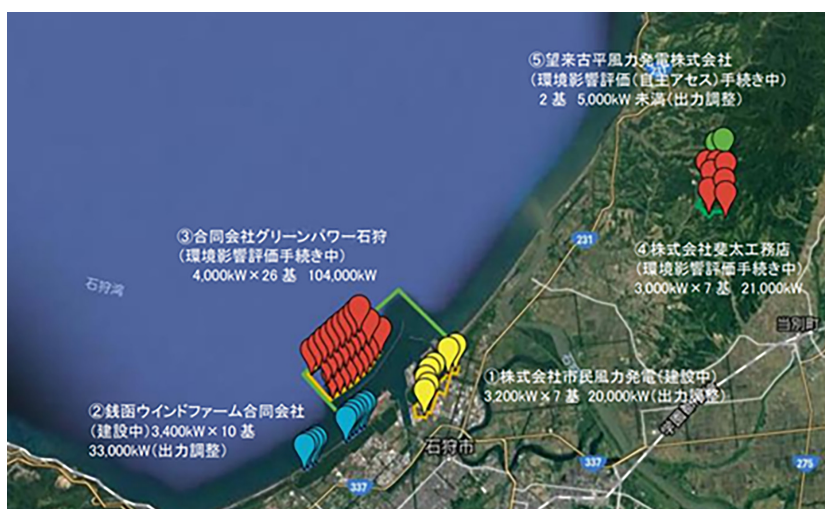 ⑤望来古平風力発電株式会社
(環境影響評価(自主アセス)手続き中)
2 基 5,000kW 未満(出力調整)
231
③合同会社グリーンパワー石狩
(環境影響評価手続き中)
4,000kW×26 基 104,000kW
231
④株式会社斐太工務店
(環境影響評価手続き中)
3,000kW×7 基 21,000kW
石狩湾
当別町
①株式会社市民風力発電(建設中)
3,200kW×7 基 20,000kW(出力調整)
②銭函ウインドファーム合同会社
(建設中)3,400kW×10 基
33,000kW(出力調整)
石狩市
337
275
337